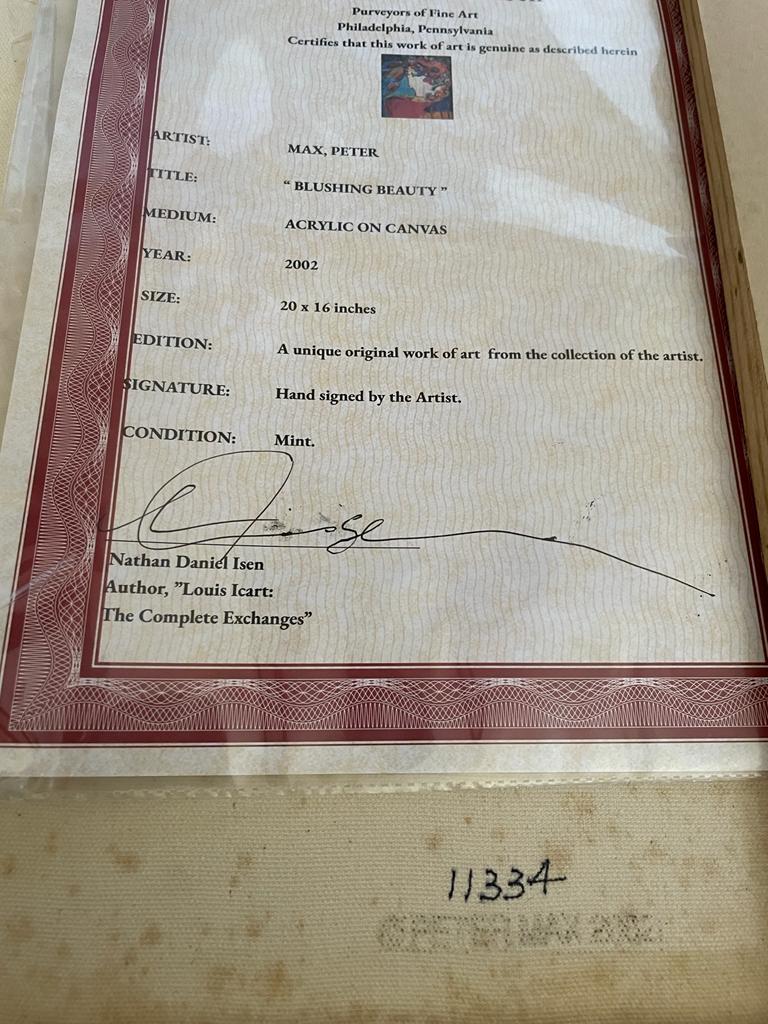 Purveyors of Fine Art
Philadelphia, Pennsylvania
Certifies that this work of art is genuine as described herein
ARTIST: MAX, PETER
TITLE: “ BLUSHING BEAUTY ”
MEDIUM: ACRYLIC ON CANVAS
YEAR: 2002
SIZE: 20 x 16 inches
EDITION: A unique original work of art from the collection of the artist.
SIGNATURE: Hand signed by the Artist.
CONDITION: Mint.
Nathan Daniel Isen
Author, ”Louis Icart:
The Complete Exchanges”
11334